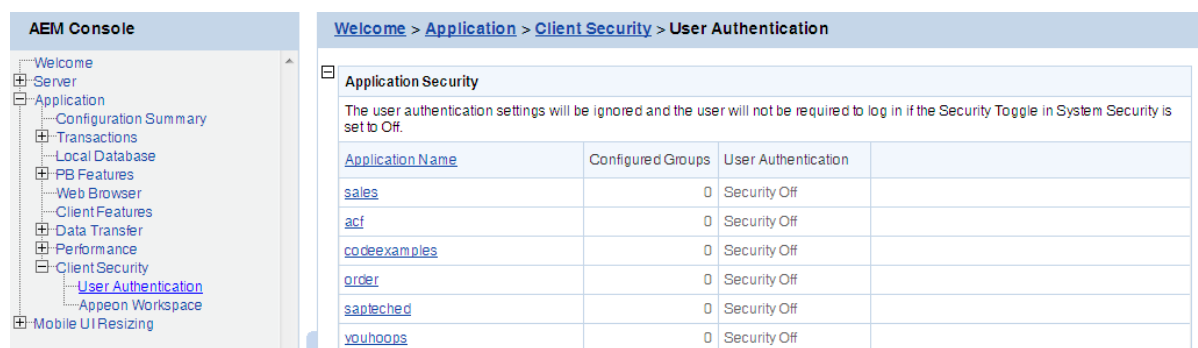 AEM Console
Welcome
Server
Application
Configuration Summary
Transactions
Local Database
PB Features
Web Browser
Client Features
Data Transfer
Performance
Client Security
User Authentication
Appeon Workspace
Mobile UI Resizing
Welcome > Application > Client Security > User Authentication
Application Security
The user authentication settings will be ignored and the user will not be required to log in if the Security Toggle in System Security is
set to Off.
Application Name Configured Groups User Authentication
sales 0 Security Off
acf 0 Security Off
codeexamples 0 Security Off
order 0 Security Off
sapteched 0 Security Off
youhoops 0 Security Off